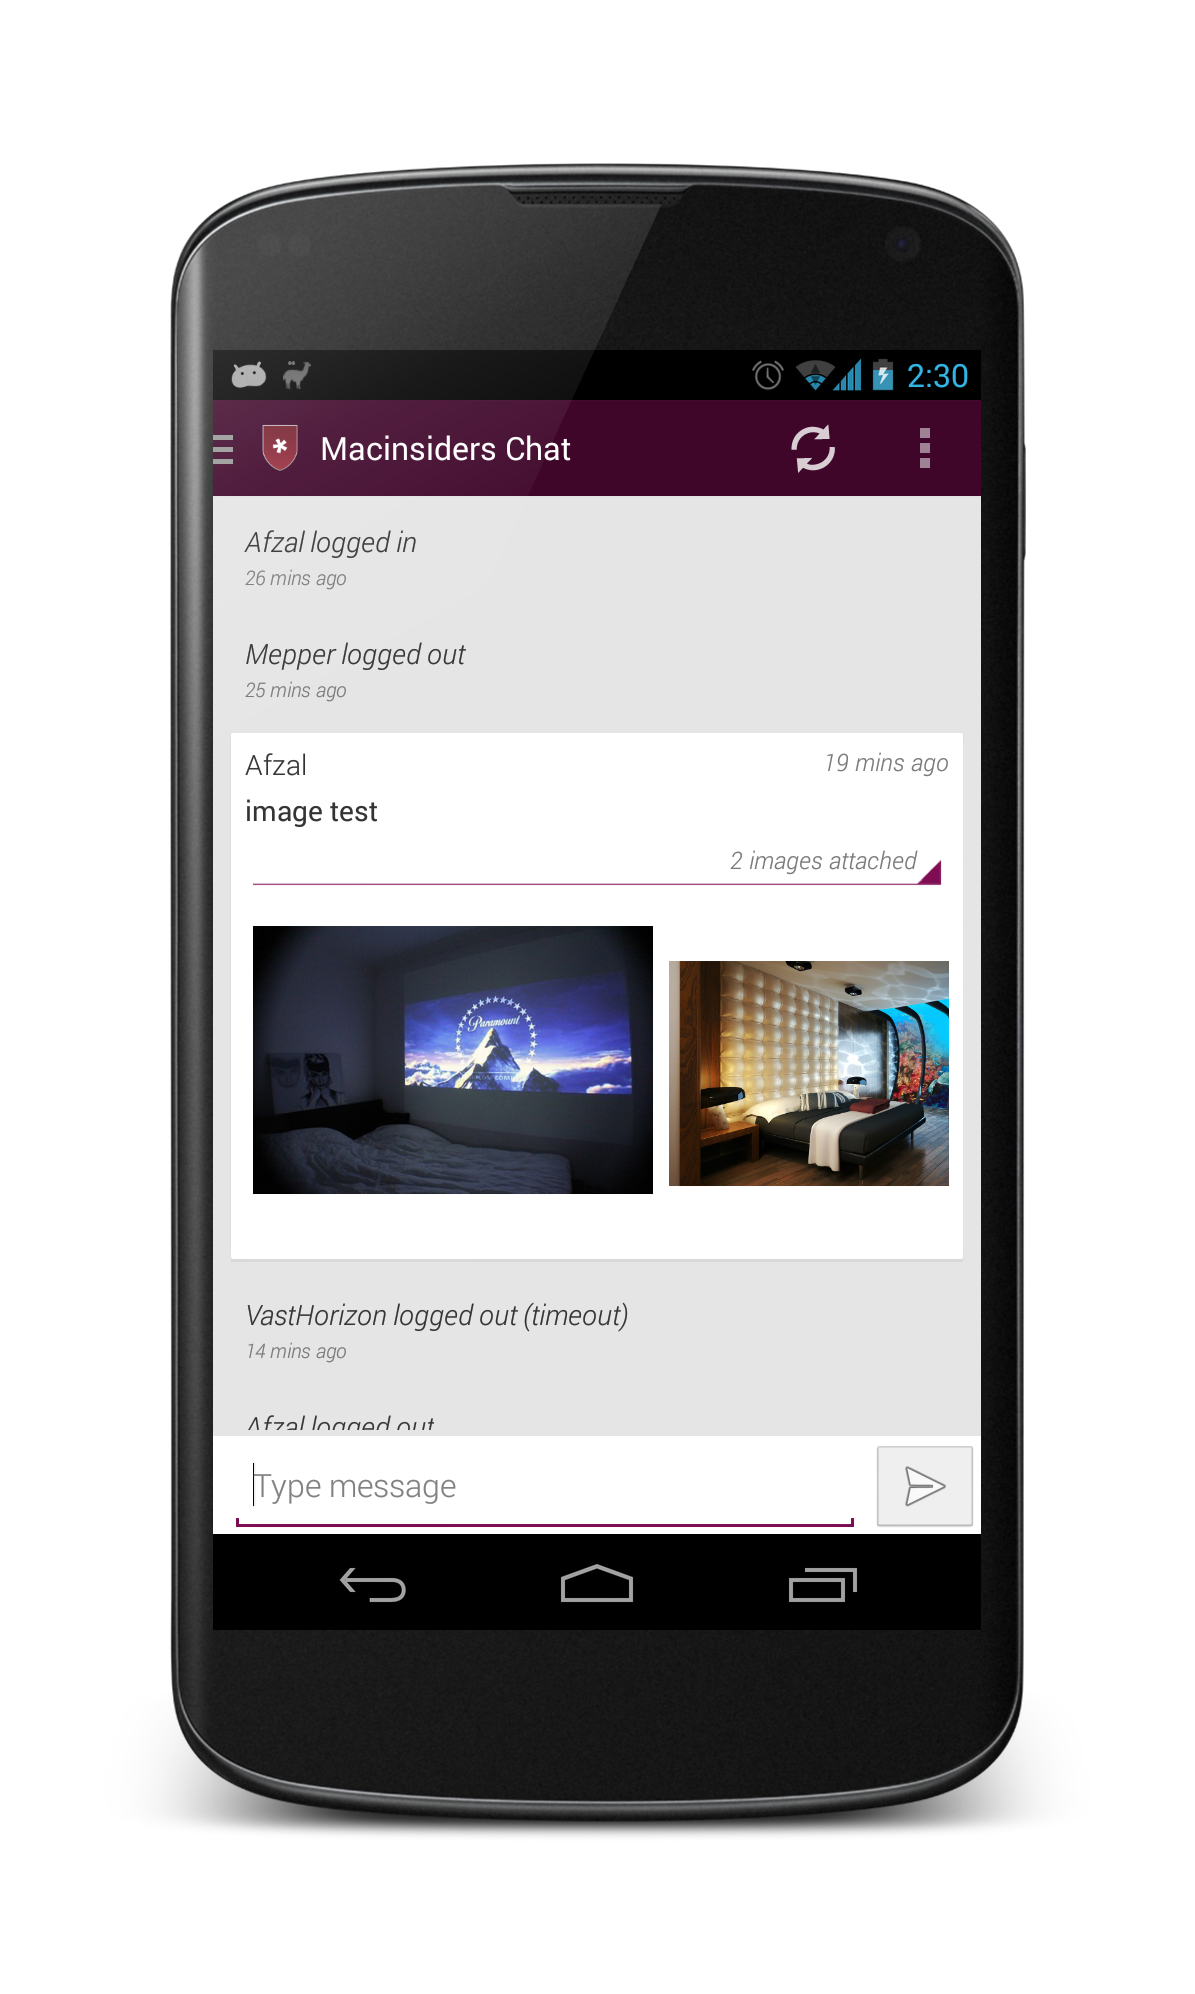 2:30
Macinsiders Chat
Afzal logged in
26 mins ago
Mepper logged out
25 mins ago
Afzal
19 mins ago
image test
2 images attached
Paramount
VastHorizon logged out (timeout)
14 mins ago
Afzal logged out
Type message